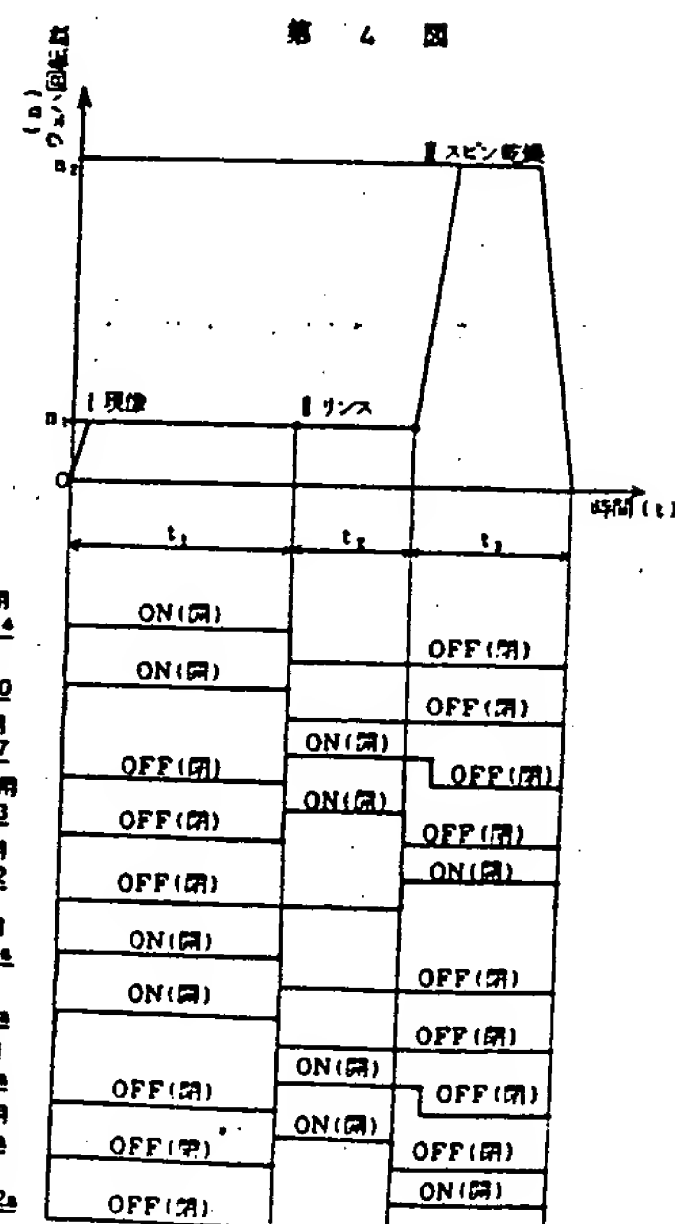 第 4 図
ウェハ回転数
(n)
n₂
Ⅲ スピン乾燥
n₁
Ⅰ 現像
Ⅱ リンス
0
時間(t)
t₁
t₂
t₃
ON(開)
OFF(閉)
ON(開)
OFF(閉)
ON(開)
OFF(閉)
OFF(閉)
ON(開)
OFF(閉)
OFF(閉)
ON(開)
OFF(閉)
ON(開)
OFF(閉)
ON(開)
OFF(閉)
ON(開)
OFF(閉)
OFF(閉)
ON(開)
OFF(閉)
OFF(閉)
ON(開)
OFF(閉)